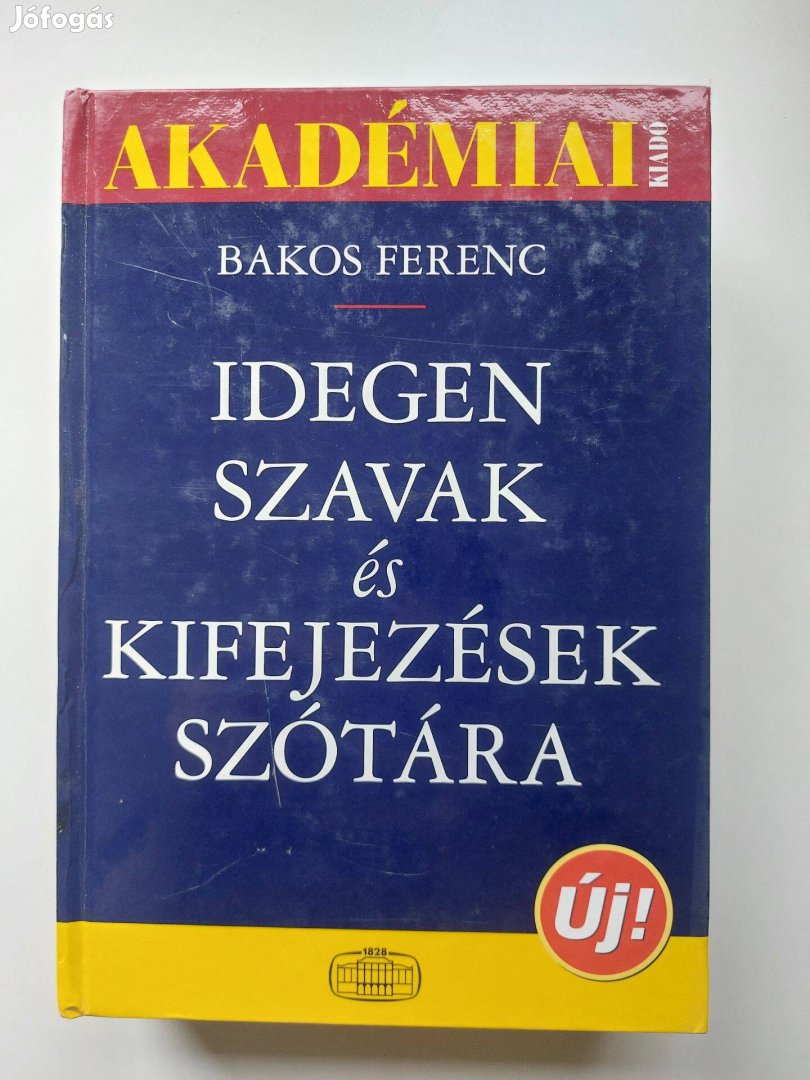 Jófogás
AKADÉMIAI
KIADÓ
BAKOS FERENC
IDEGEN
SZAVAK
és
KIFEJEZÉSEK
SZÓTÁRA
Új!
1828